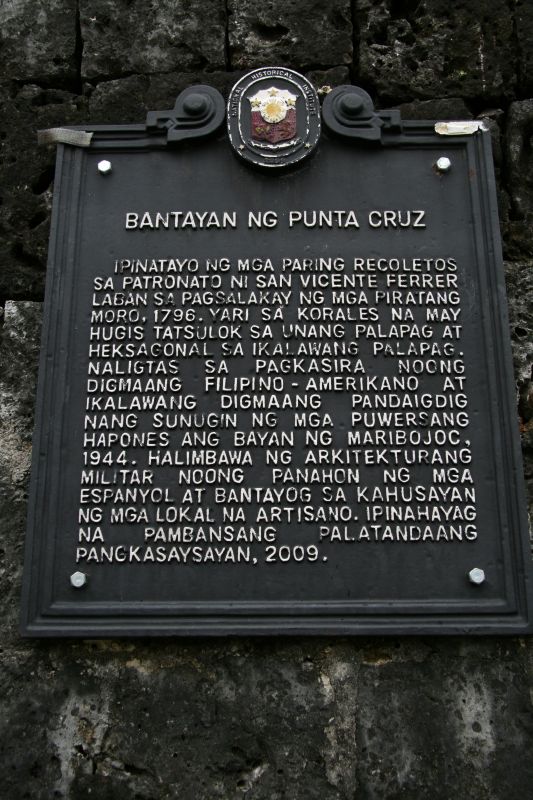 NATIONAL HISTORICAL INSTITUTE
BANTAYAN NG PUNTA CRUZ
IPINATAYO NG MGA PARING RECOLETOS
SA PATRONATO NI SAN VICENTE FERRER
LABAN SA PAGSALAKAY NG MGA PIRATANG
MORO, 1796. YARI SA KORALES NA MAY
HUGIS TATSULOK SA UNANG PALAPAG AT
HEKSAGONAL SA IKALAWANG PALAPAG.
NALIGTAS SA PAGKASIRA NOONG
DIGMAANG FILIPINO - AMERIKANO AT
IKALAWANG DIGMAANG PANDAIGDIG
NANG SUNUGIN NG MGA PUWERSANG
HAPONES ANG BAYAN NG MARIBOJOC,
1944. HALIMBAWA NG ARKITEKTURANG
MILITAR NOONG PANAHON NG MGA
ESPANYOL AT BANTAYOG SA KAHUSAYAN
NG MGA LOKAL NA ARTISANO. IPINAHAYAG
NA PAMBANSANG PALATANDAANG
PANGKASAYSAYAN, 2009.